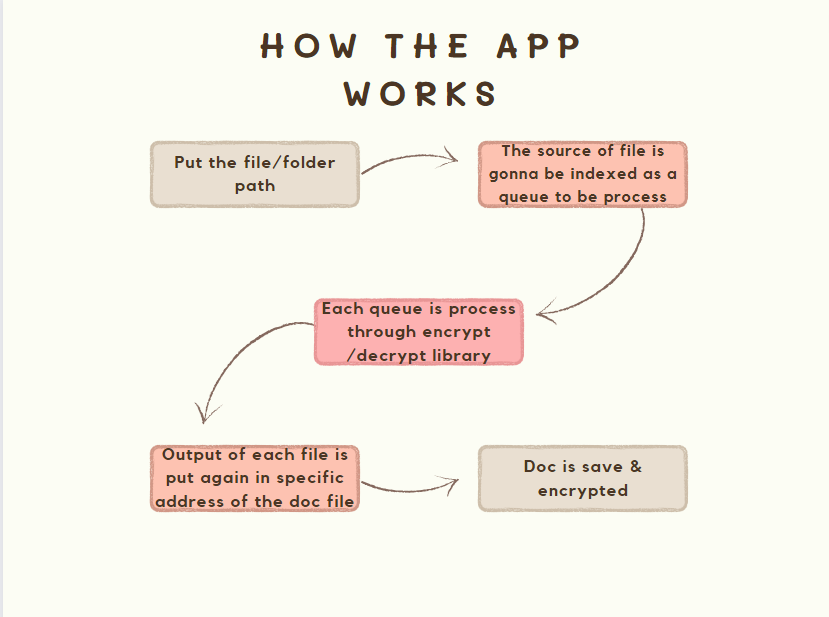 HOW THE APP
WORKS
Put the file/folder
path
The source of file is
gonna be indexed as a
queue to be process
Each queue is process
through encrypt
/decrypt library
Output of each file is
put again in specific
address of the doc file
Doc is save &
encrypted